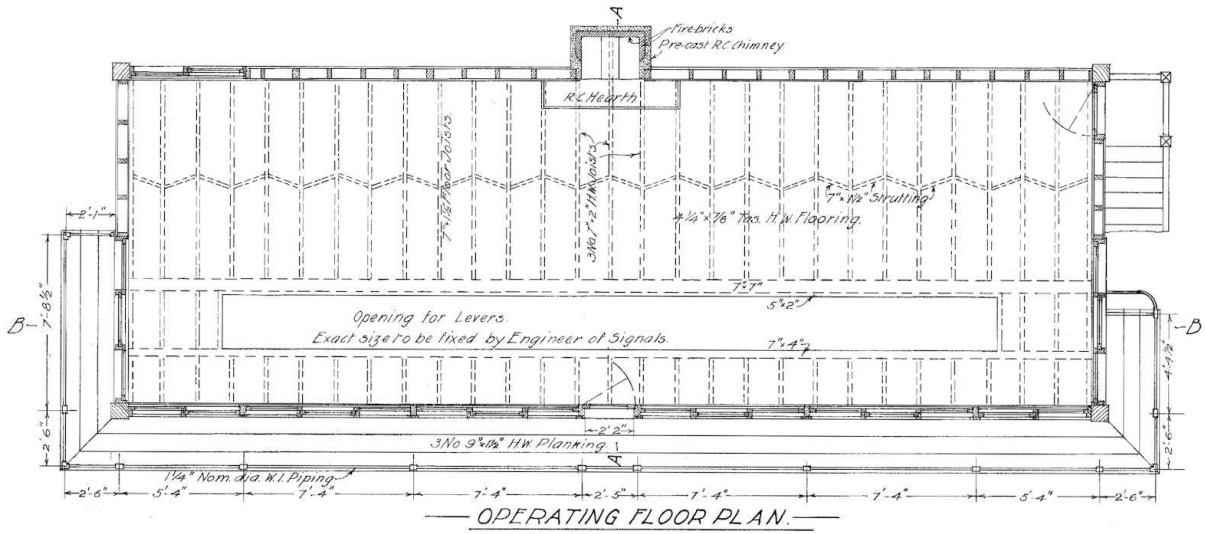 A
Firebricks
Pre-cast R.C. Chimney.
R.C. Hearth
7"x1½" Floor Joists.
3 No 7"x2" H.W. Joists
7"x1½" Strutting
4¼"x⅞" Tas. H.W. Flooring.
2'-1"
7'-8½"
B
7"x7"
5"x2"
Opening for Levers.
Exact size to be fixed by Engineer of Signals.
7"x4"
B
4'-4½"
2'-6"
2'-2"
3 No 9"x1½" H.W. Planking.
A
2'-6"
1¼" Nom. dia. W.I. Piping
2'-6" 5'-4" 7'-4" 7'-4" 2'-5" 7'-4" 7'-4" 5'-4" 2'-6"
OPERATING FLOOR PLAN.